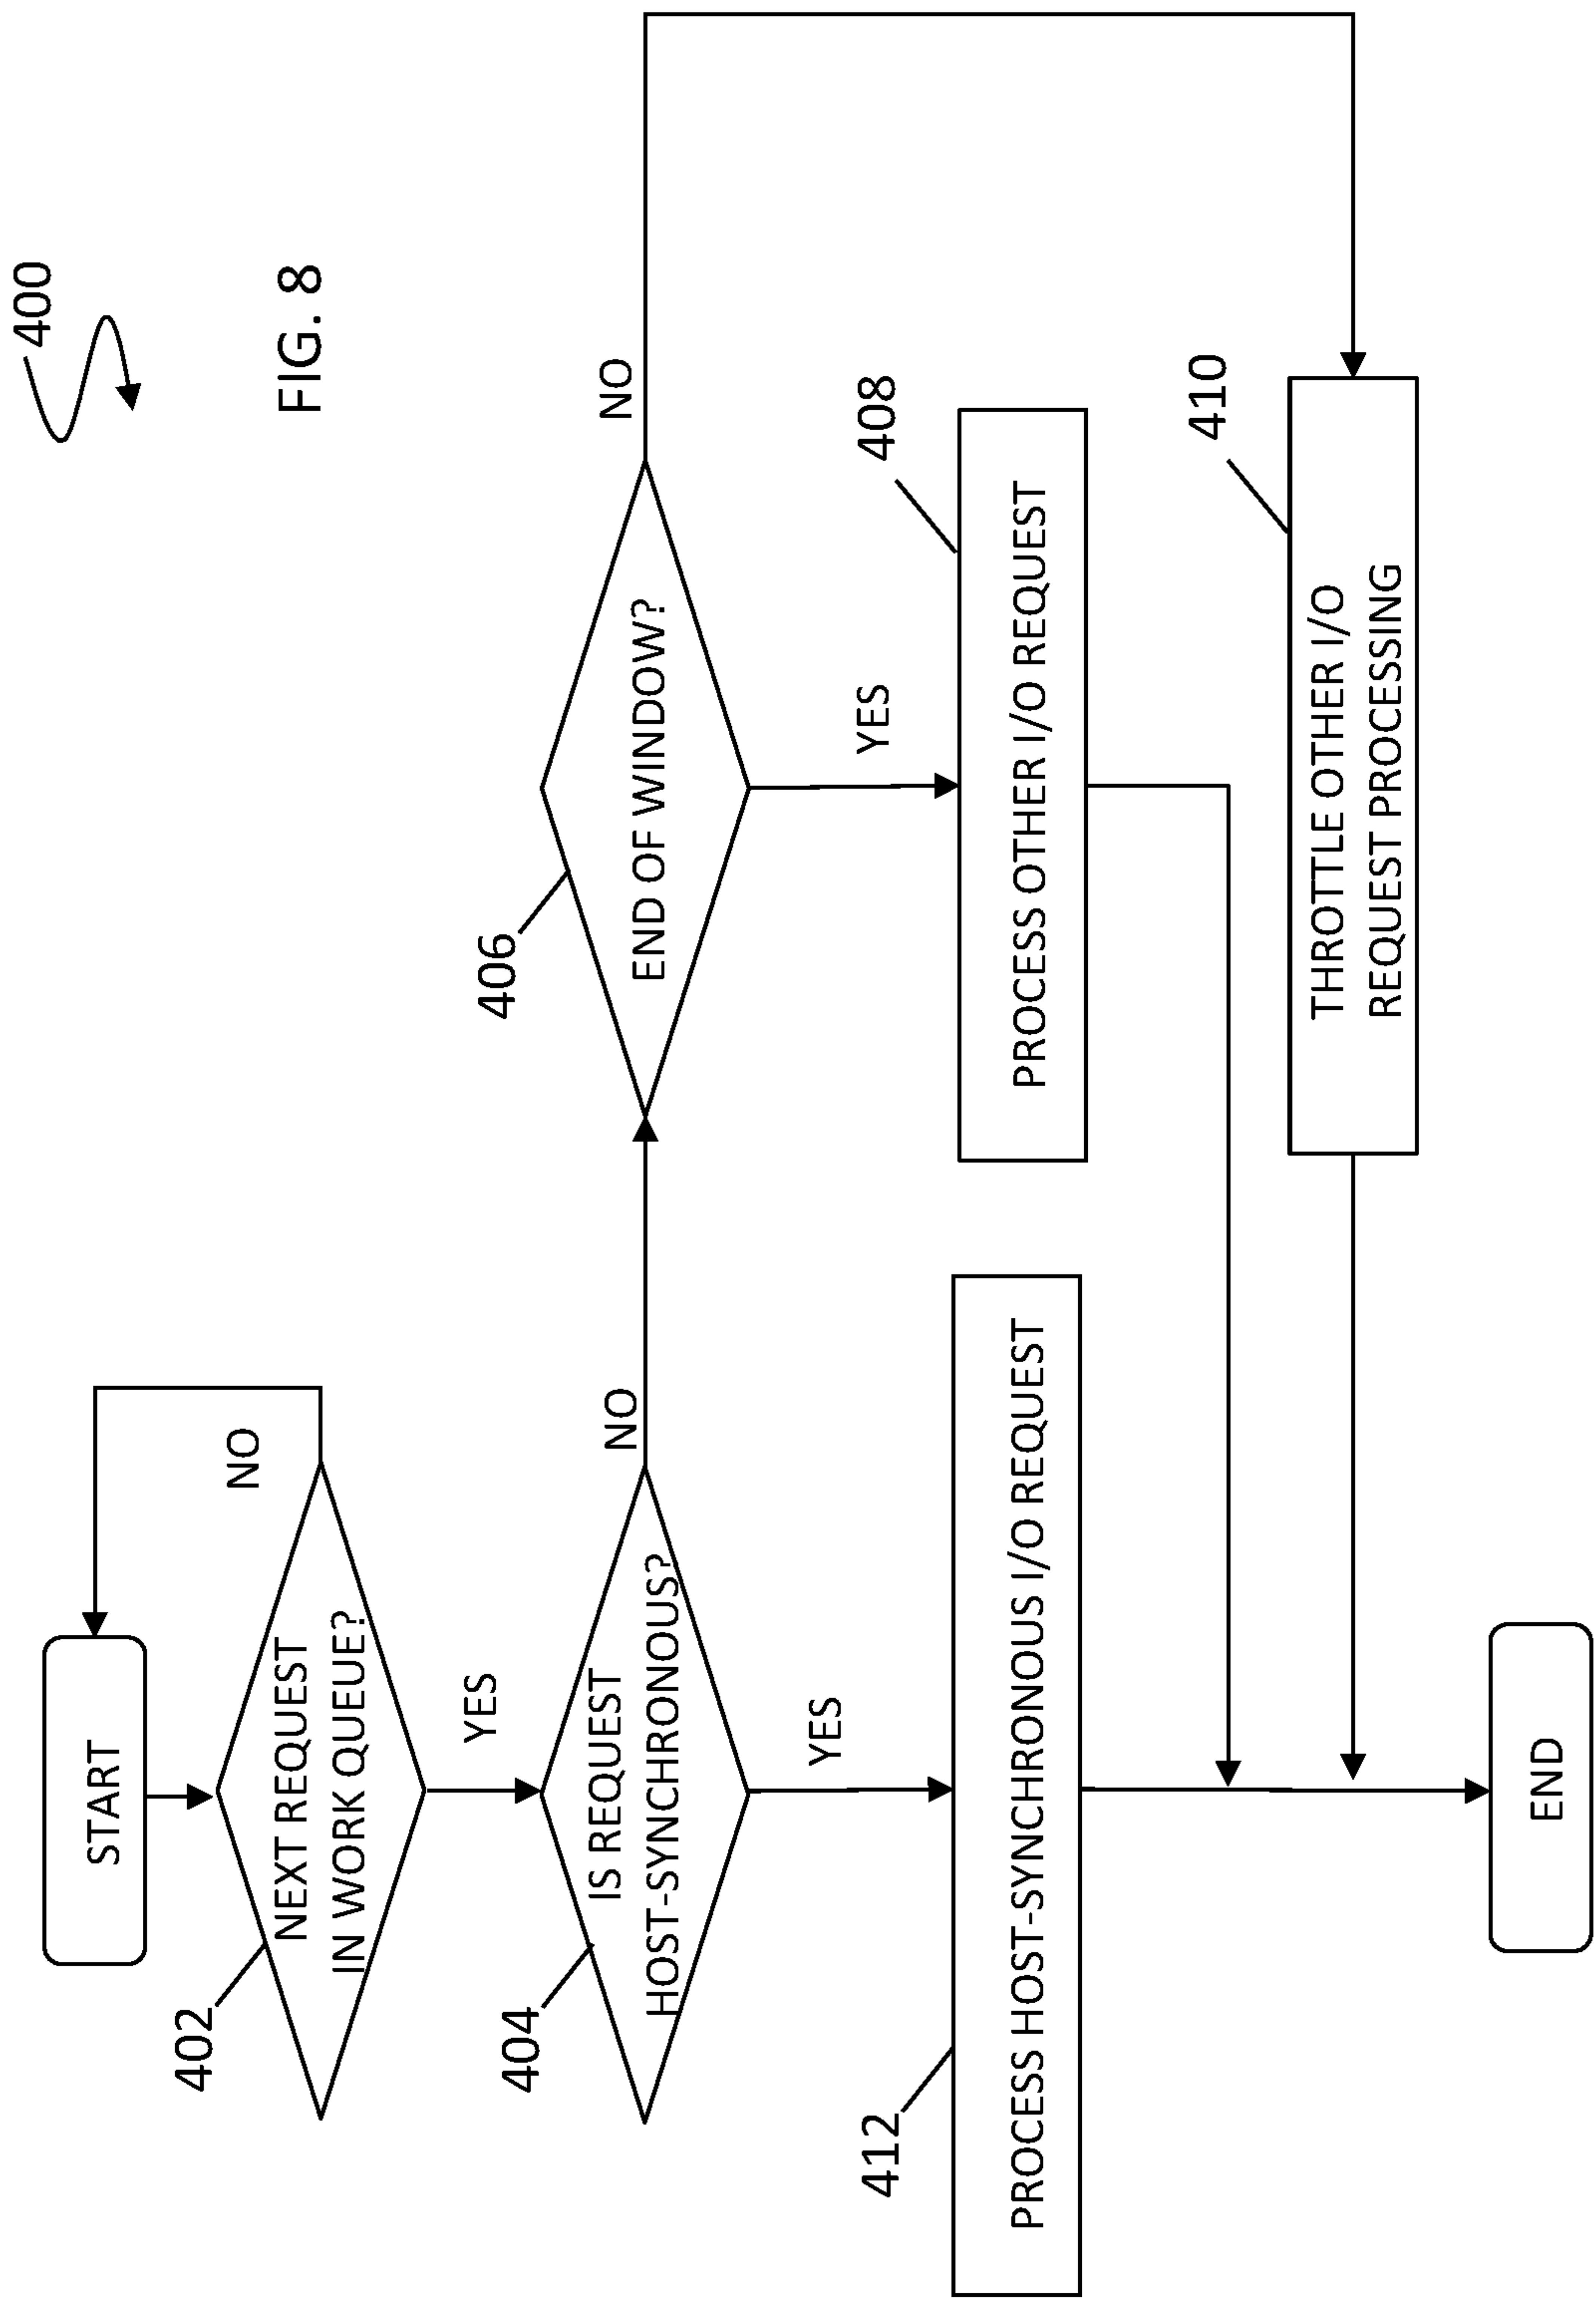 400
FIG. 8
START
402
NEXT REQUEST
IN WORK QUEUE?
NO
YES
404
IS REQUEST
HOST-SYNCHRONOUS?
NO
YES
406
END OF WINDOW?
NO
YES
412
PROCESS HOST-SYNCHRONOUS I/O REQUEST
408
PROCESS OTHER I/O REQUEST
410
THROTTLE OTHER I/O
REQUEST PROCESSING
END